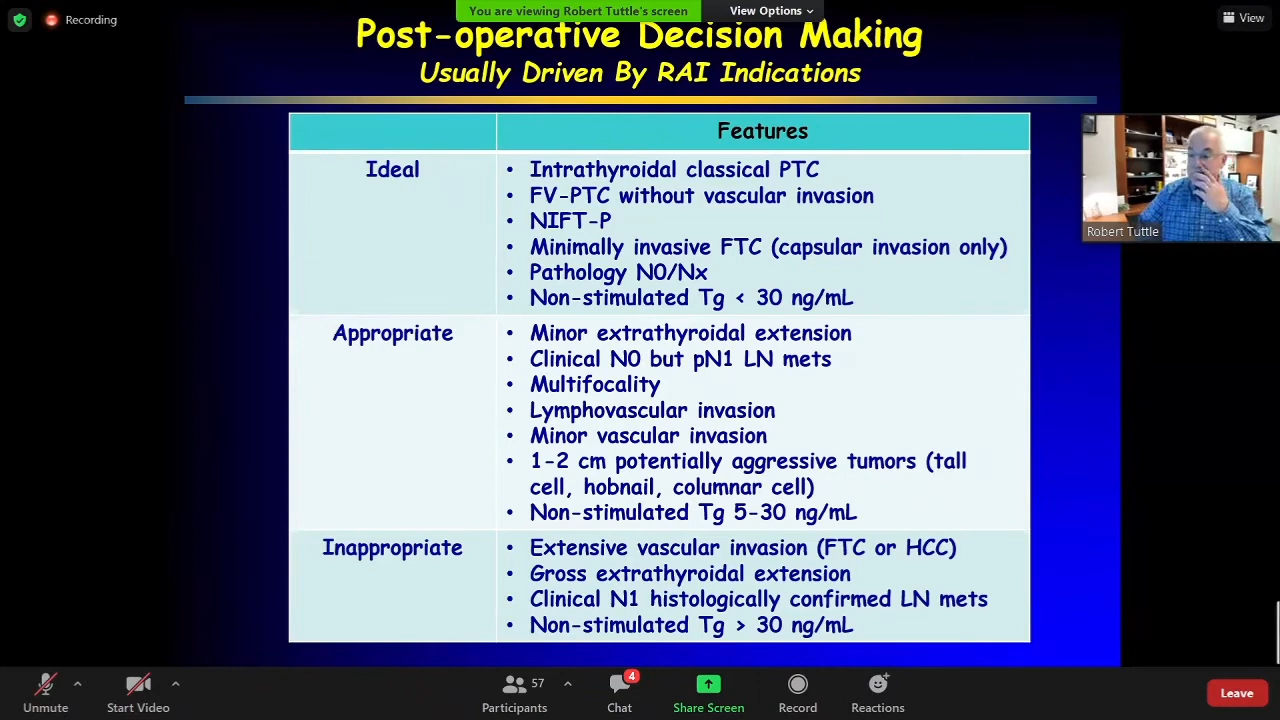 You are viewing Robert Tuttle's screen
View Options
Recording
View
Post-operative Decision Making
Usually Driven By RAI Indications
Features
Ideal
• Intrathyroidal classical PTC
• FV-PTC without vascular invasion
• NIFT-P
• Minimally invasive FTC (capsular invasion only)
• Pathology N0/Nx
• Non-stimulated Tg < 30 ng/mL
Appropriate
• Minor extrathyroidal extension
• Clinical N0 but pN1 LN mets
• Multifocality
• Lymphovascular invasion
• Minor vascular invasion
• 1-2 cm potentially aggressive tumors (tall
cell, hobnail, columnar cell)
• Non-stimulated Tg 5-30 ng/mL
Inappropriate
• Extensive vascular invasion (FTC or HCC)
• Gross extrathyroidal extension
• Clinical N1 histologically confirmed LN mets
• Non-stimulated Tg > 30 ng/mL
Robert Tuttle
Unmute
Start Video
57
Participants
4
Chat
Share Screen
Record
Reactions
Leave